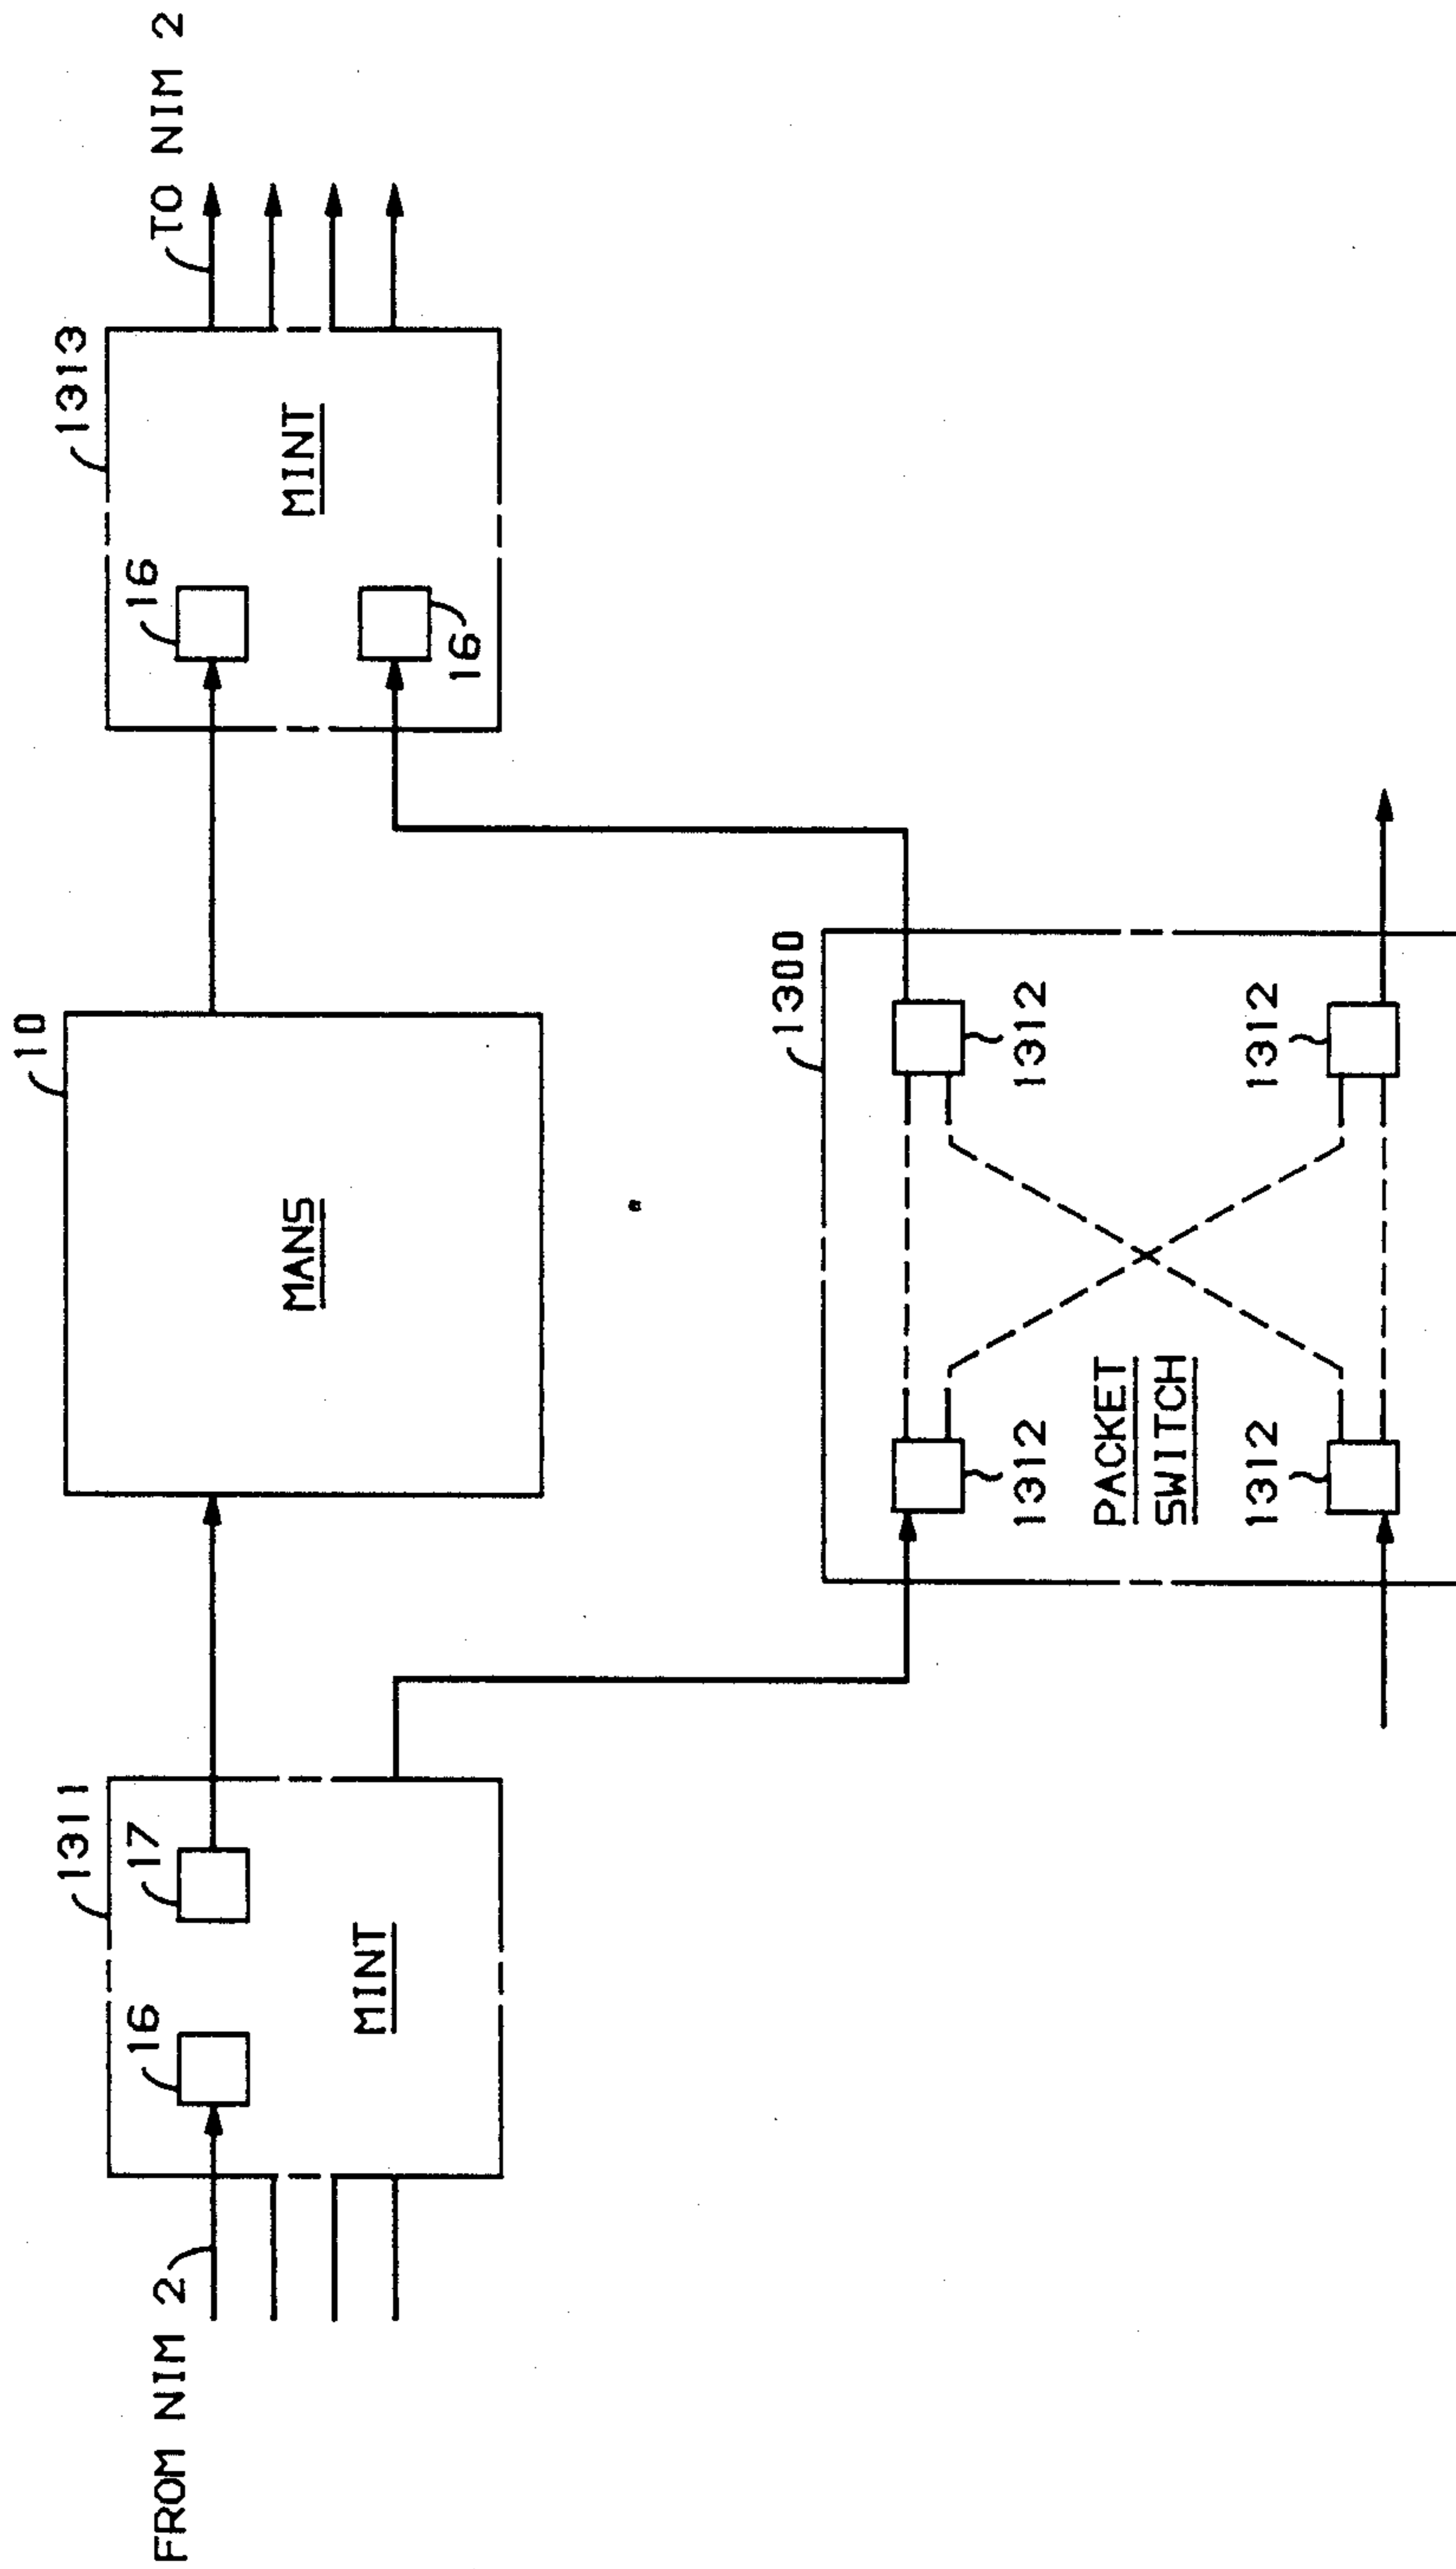 1311
10
1313
FROM NIM 2
16
17
16
TO NIM 2
MANS
MINT
MINT
16
1300
1312
1312
PACKET
SWITCH
1312
1312